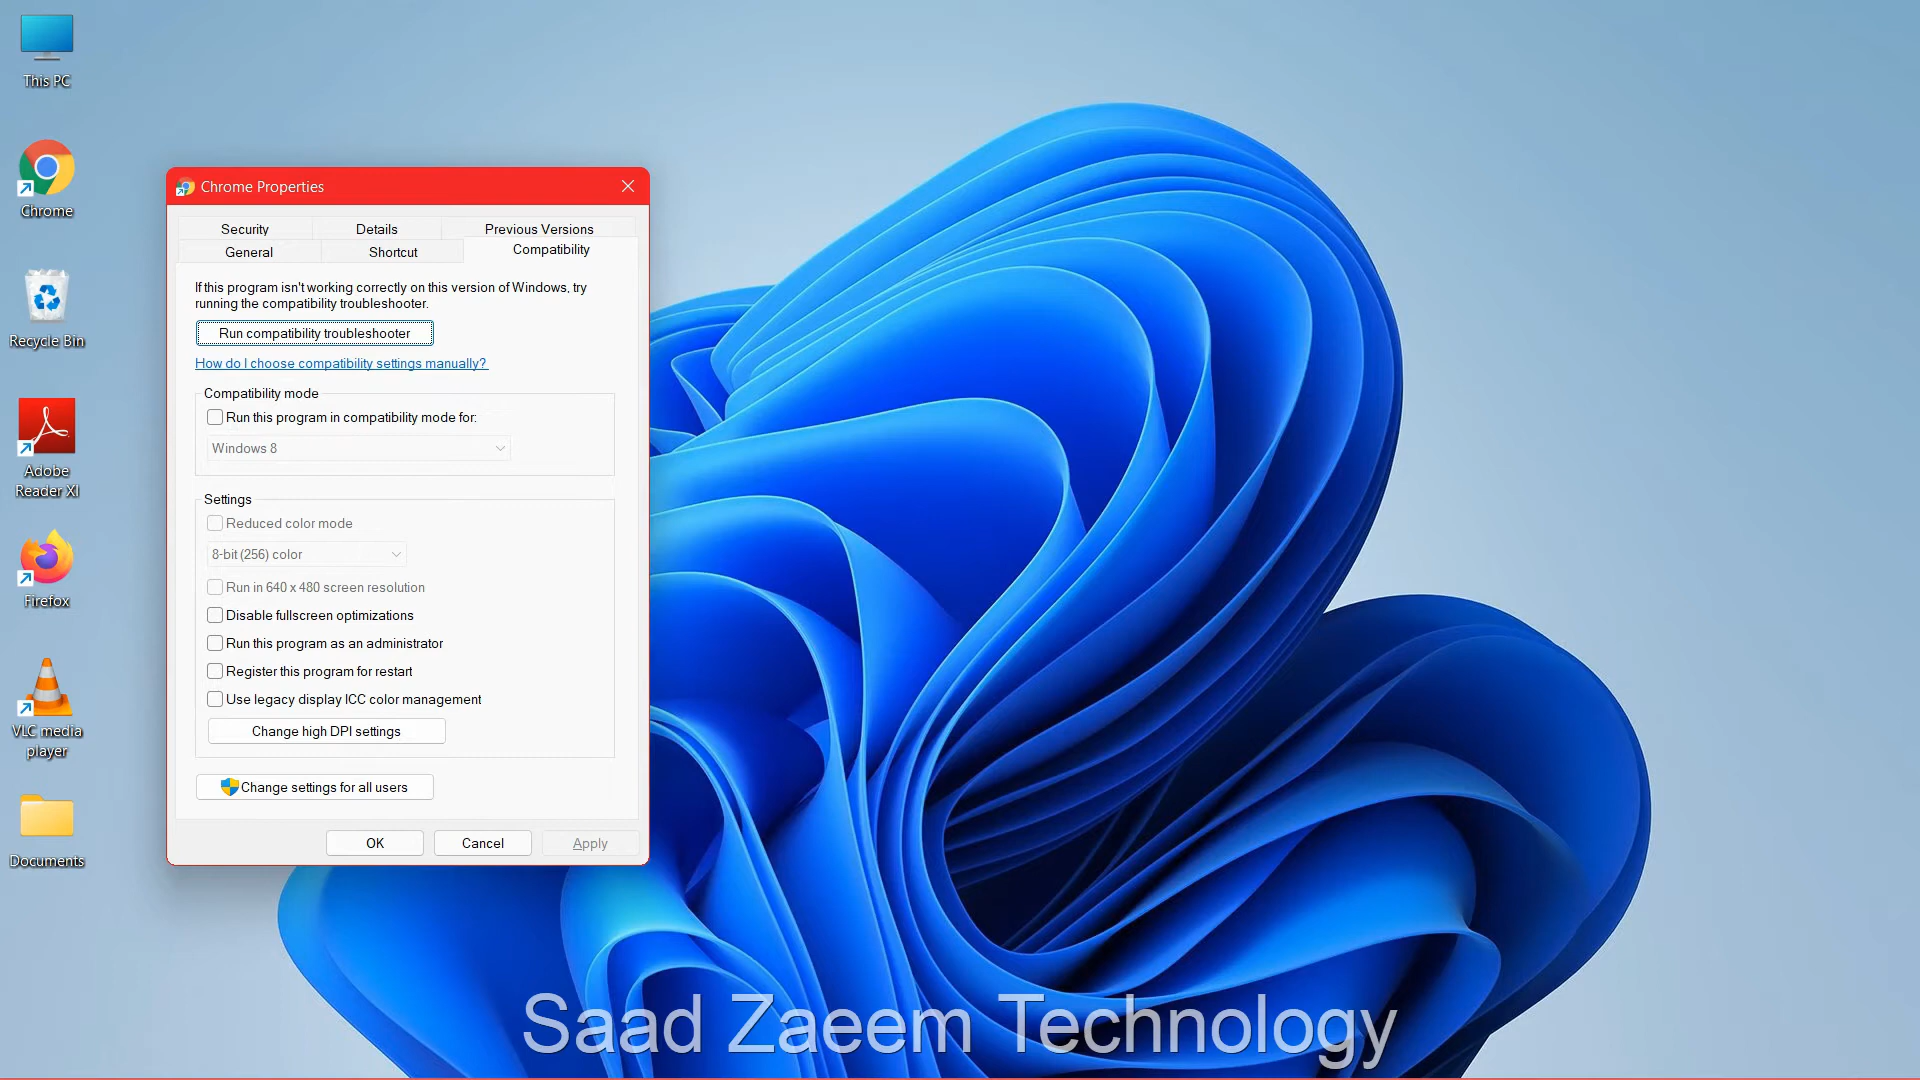 This PC
Chrome
Recycle Bin
Adobe
Reader XI
Firefox
VLC media
player
Documents
Chrome Properties
Security
Details
Previous Versions
General
Shortcut
Compatibility
If this program isn't working correctly on this version of Windows, try
running the compatibility troubleshooter.
Run compatibility troubleshooter
How do I choose compatibility settings manually?
Compatibility mode
Run this program in compatibility mode for:
Windows 8
Settings
Reduced color mode
8-bit (256) color
Run in 640 x 480 screen resolution
Disable fullscreen optimizations
Run this program as an administrator
Register this program for restart
Use legacy display ICC color management
Change high DPI settings
Change settings for all users
OK
Cancel
Apply
Saad Zaeem Technology